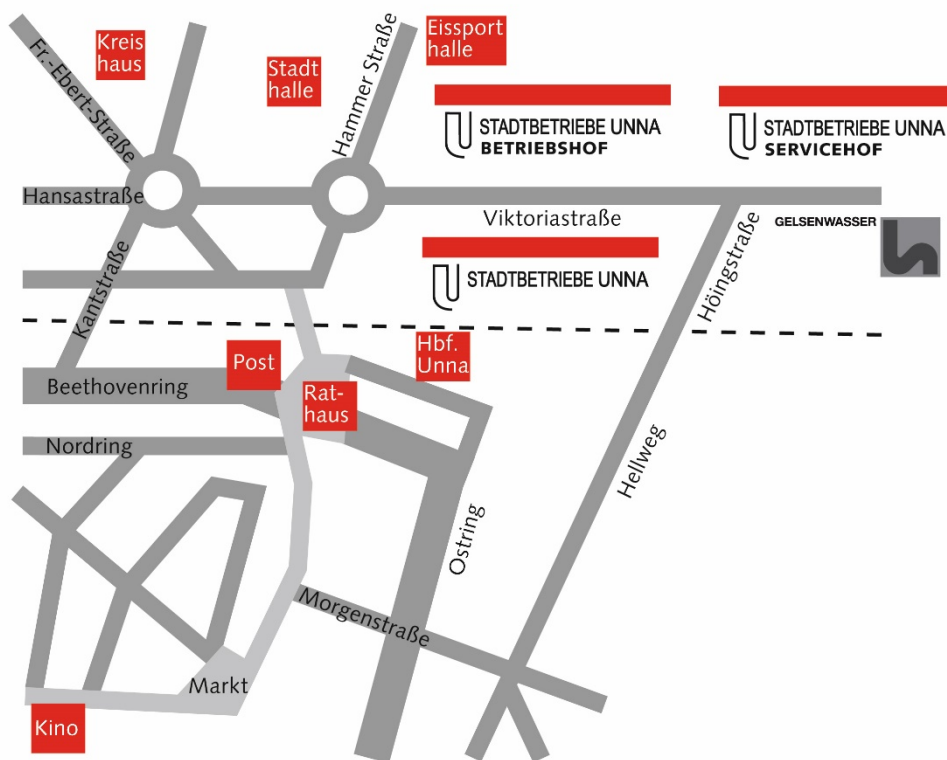 Fr.-Ebert-Straße
Kreis
haus
Stadt
halle
Hammer Straße
Eissport
halle
STADTBETRIEBE UNNA
BETRIEBSHOF
STADTBETRIEBE UNNA
SERVICEHOF
Hansastraße
Viktoriastraße
GELSENWASSER
Kantstraße
STADTBETRIEBE UNNA
Höingstraße
Post
Hbf.
Unna
Beethovenring
Rat-
haus
Nordring
Hellweg
Ostring
Morgenstraße
Markt
Kino